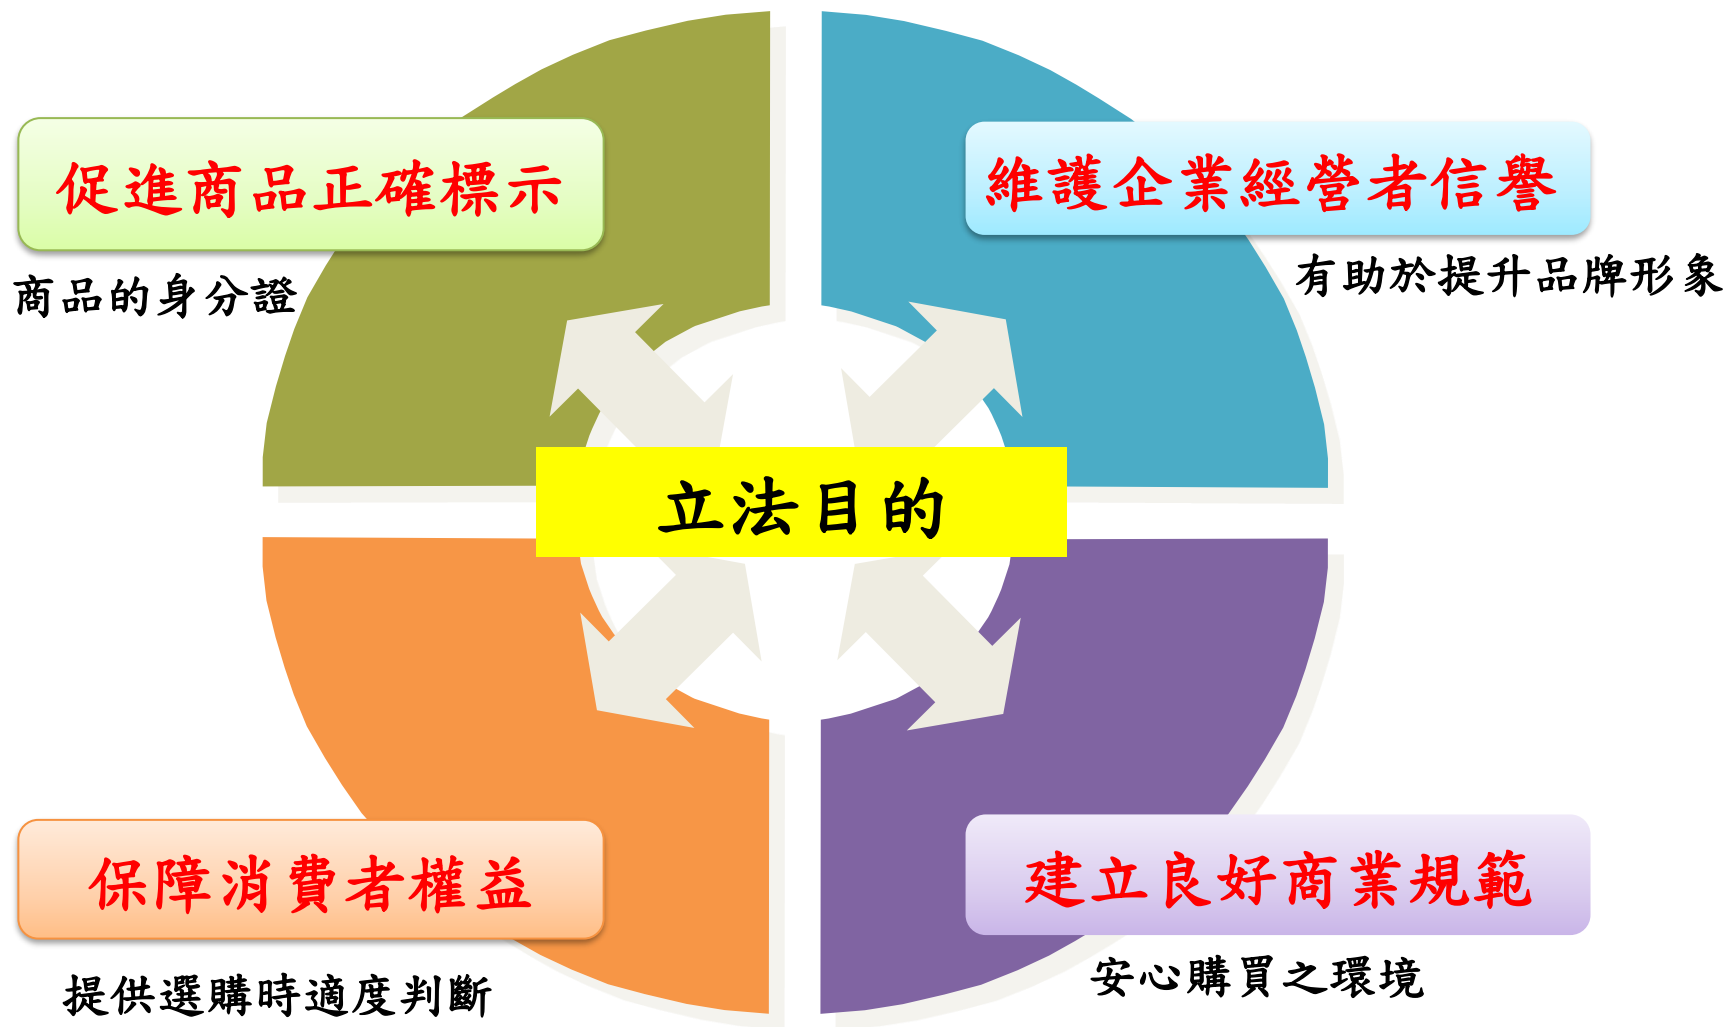 促進商品正確標示
商品的身分證
維護企業經營者信譽
有助於提升品牌形象
立法目的
保障消費者權益
提供選購時適度判斷
建立良好商業規範
安心購買之環境